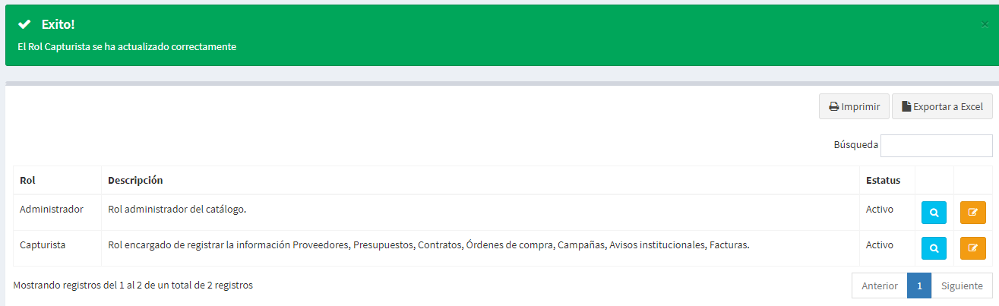 Exito!
×
El Rol Capturista se ha actualizado correctamente
Imprimir Exportar a Excel
Búsqueda
Rol Descripción Estatus
Administrador Rol administrador del catálogo. Activo
Capturista Rol encargado de registrar la información Proveedores, Presupuestos, Contratos, Órdenes de compra, Campañas, Avisos institucionales, Facturas. Activo
Mostrando registros del 1 al 2 de un total de 2 registros
Anterior 1 Siguiente